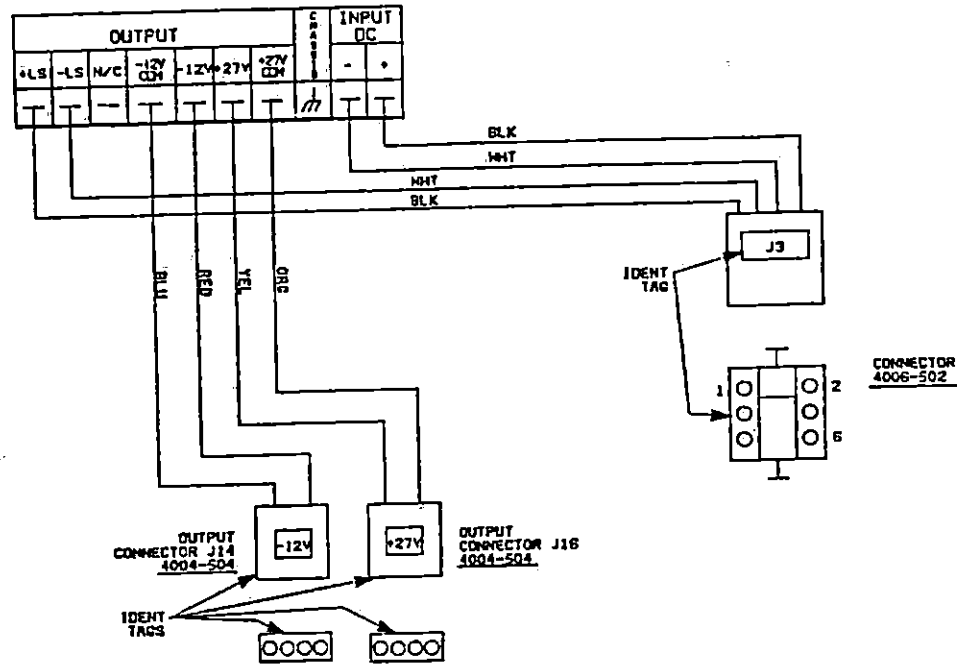 OUTPUT
CHASSIS
INPUT
DC
+LS
-LS
N/C
-12V
COM
-12V
+27V
+27V
COM
-
+
BLK
WHT
WHT
BLK
BLU
RED
YEL
ORG
J3
IDENT
TAG
CONNECTOR
4006-502
1
2
6
OUTPUT
CONNECTOR J14
4004-504
-12V
+27V
OUTPUT
CONNECTOR J16
4004-504
IDENT
TAGS